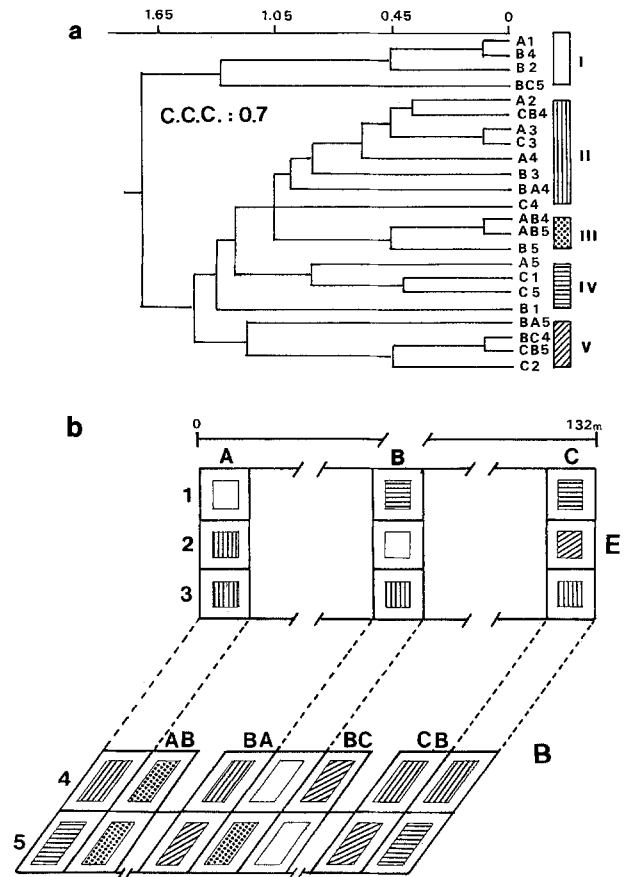 a
1.65 1.05 0.45 0
A1
B4
B2
BC5
I
C.C.C. : 0.7
A2
CB4
A3
C3
A4
B3
BA4
C4
II
AB4
AB5
B5
III
A5
C1
C5
B1
IV
BA5
BC4
CB5
C2
V
b
0 132m
A B C
1
2 E
3
AB BA BC CB
B
4
5